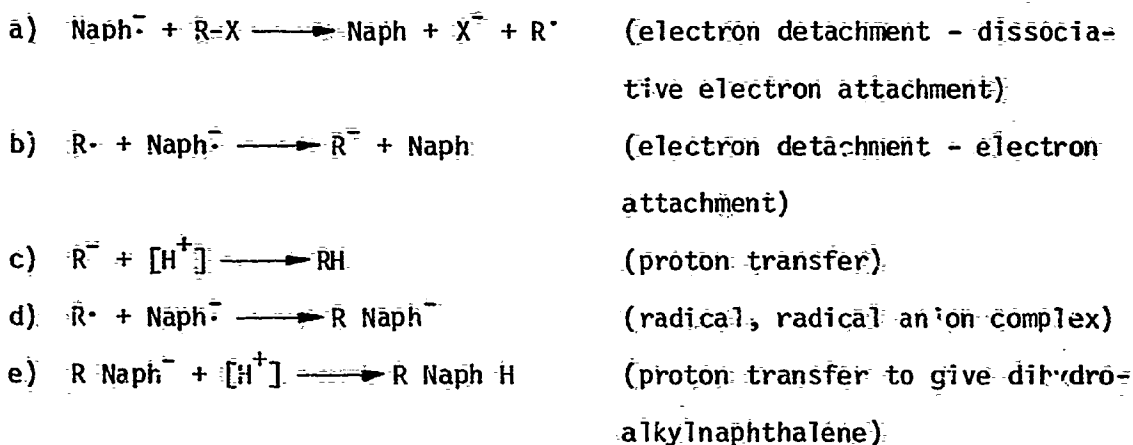 a) Naph∸ + R-X ⟶ Naph + X⁻ + R· (electron detachment - dissocia-
tive electron attachment)
b) R· + Naph∸ ⟶ R⁻ + Naph (electron detachment - electron
attachment)
c) R⁻ + [H⁺] ⟶ RH (proton transfer)
d) R· + Naph∸ ⟶ R Naph⁻ (radical, radical anion complex)
e) R Naph⁻ + [H⁺] ⟶ R Naph H (proton transfer to give dihydro-
alkylnaphthalene)